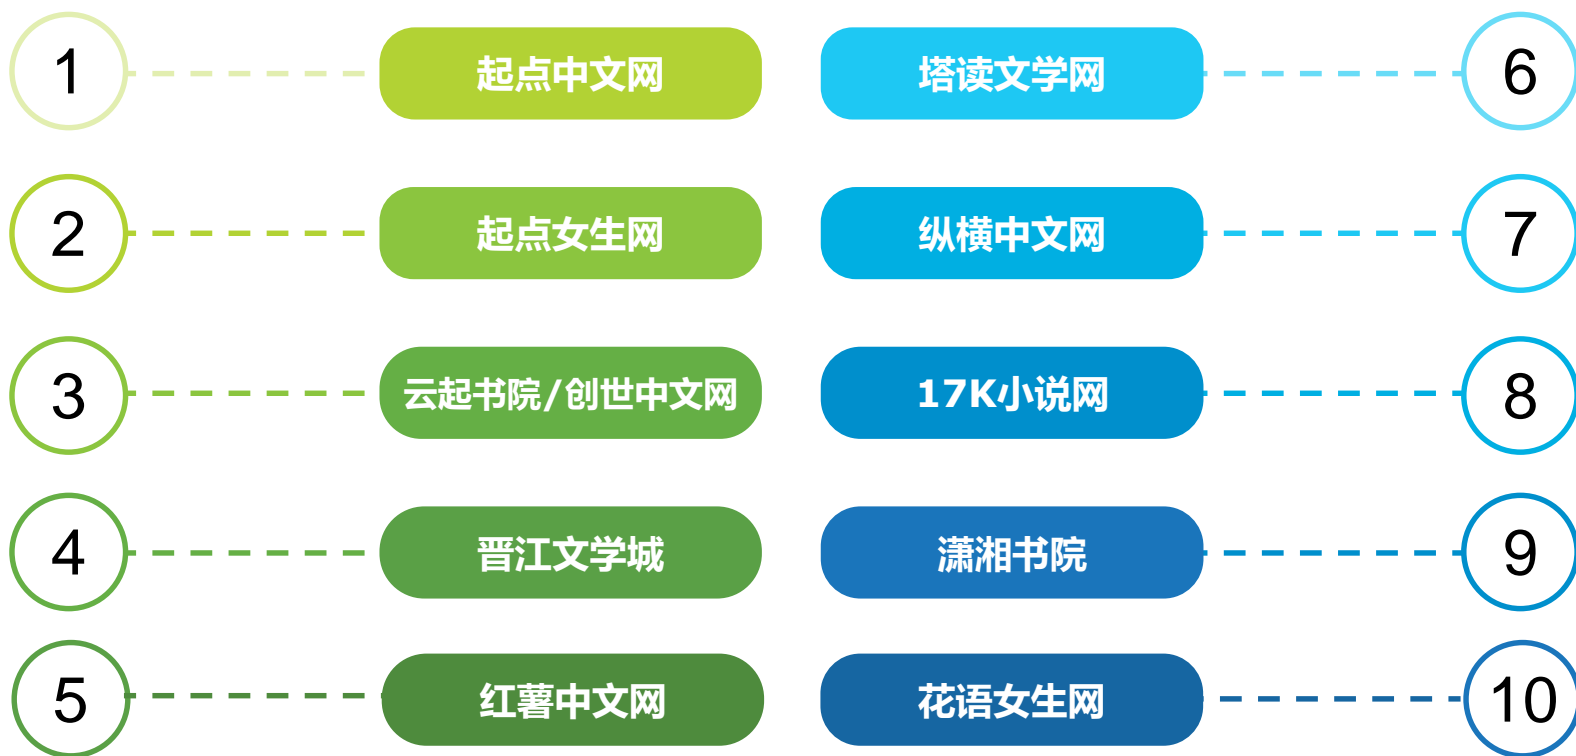 1
起点中文网
2
起点女生网
3
云起书院/创世中文网
4
晋江文学城
5
红薯中文网
塔读文学网
6
纵横中文网
7
17K小说网
8
潇湘书院
9
花语女生网
10